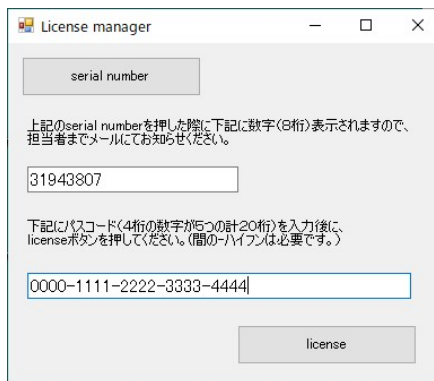 License manager
serial number
上記のserial numberを押した際に下記に数字(8桁)表示されますので、
担当者までメールにてお知らせください。
31943807
下記にパスコード(4桁の数字が5つの計20桁)を入力後に、
licenseボタンを押してください。(間の-ハイフンは必要です。)
0000-1111-2222-3333-4444
license